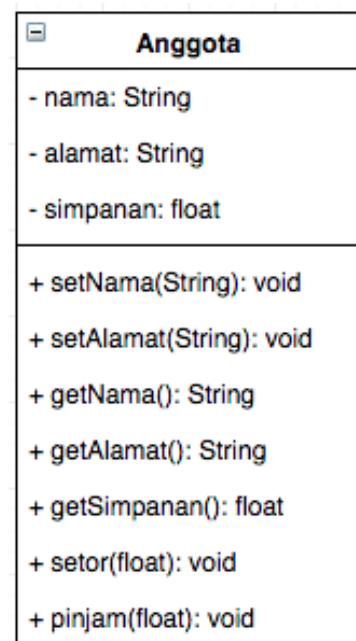 Anggota
- nama: String
- alamat: String
- simpanan: float
+ setNama(String): void
+ setAlamat(String): void
+ getNama(): String
+ getAlamat(): String
+ getSimpanan(): float
+ setor(float): void
+ pinjam(float): void